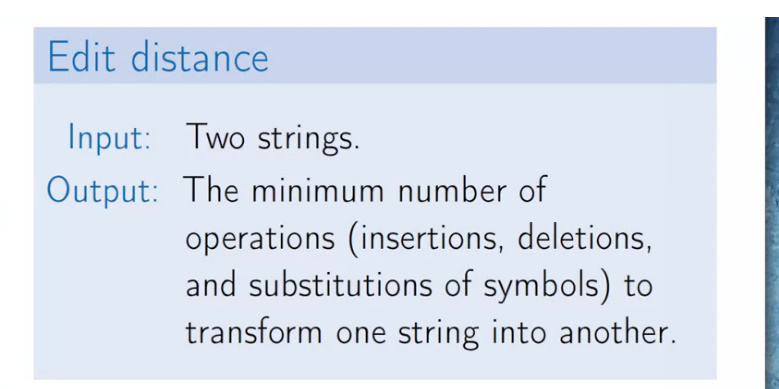 Edit distance
Input: Two strings.
Output: The minimum number of
operations (insertions, deletions,
and substitutions of symbols) to
transform one string into another.